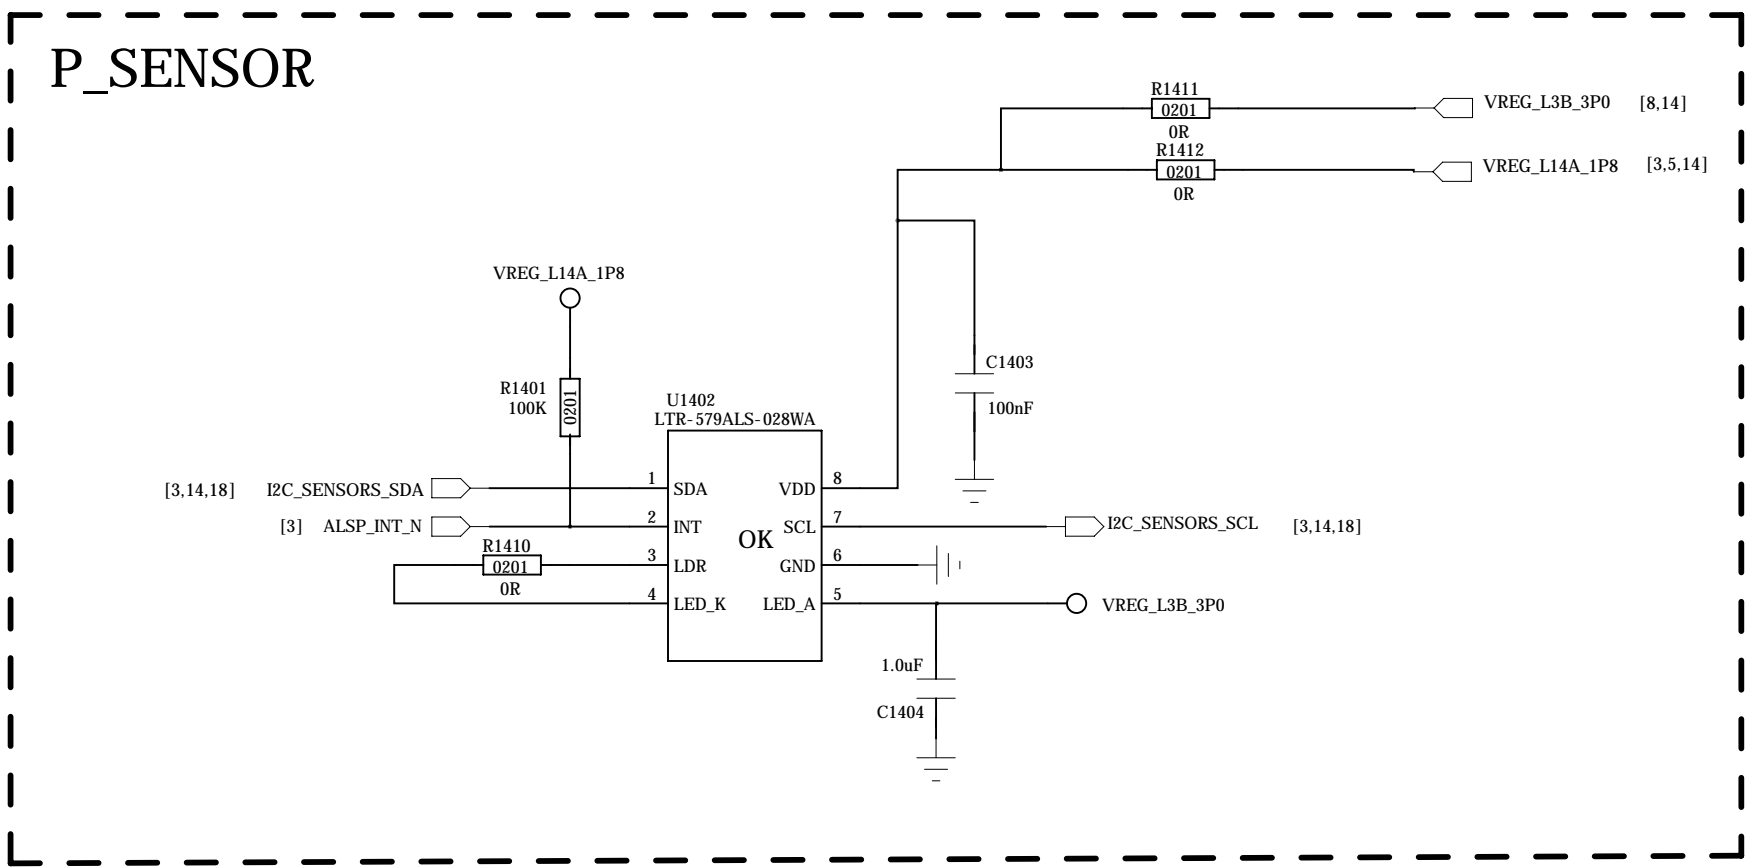 P_SENSOR
R1411
0201
0R
VREG_L3B_3P0 [8,14]
R1412
0201
0R
VREG_L14A_1P8 [3,5,14]
VREG_L14A_1P8
R1401
100K
0201
C1403
100nF
U1402
LTR-579ALS-028WA
[3,14,18] I2C_SENSORS_SDA 1 SDA VDD 8
[3] ALSP_INT_N 2 INT SCL 7 I2C_SENSORS_SCL [3,14,18]
OK
R1410
0201
0R
3 LDR GND 6
4 LED_K LED_A 5 VREG_L3B_3P0
1.0uF
C1404